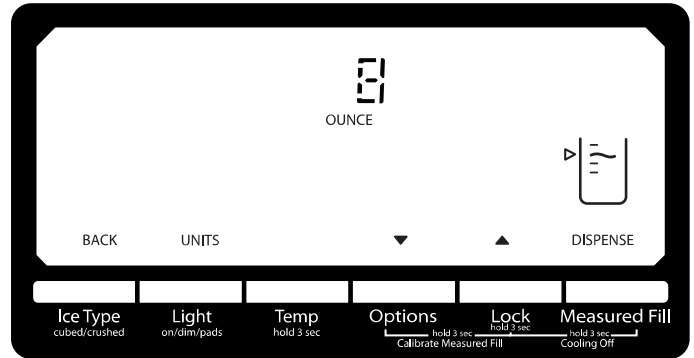 8
OUNCE
BACK UNITS ▼ ▲ DISPENSE
Ice Type Light Temp Options Lock Measured Fill
cubed/crushed on/dim/pads hold 3 sec hold 3 sec hold 3 sec hold 3 sec
Calibrate Measured Fill Cooling Off